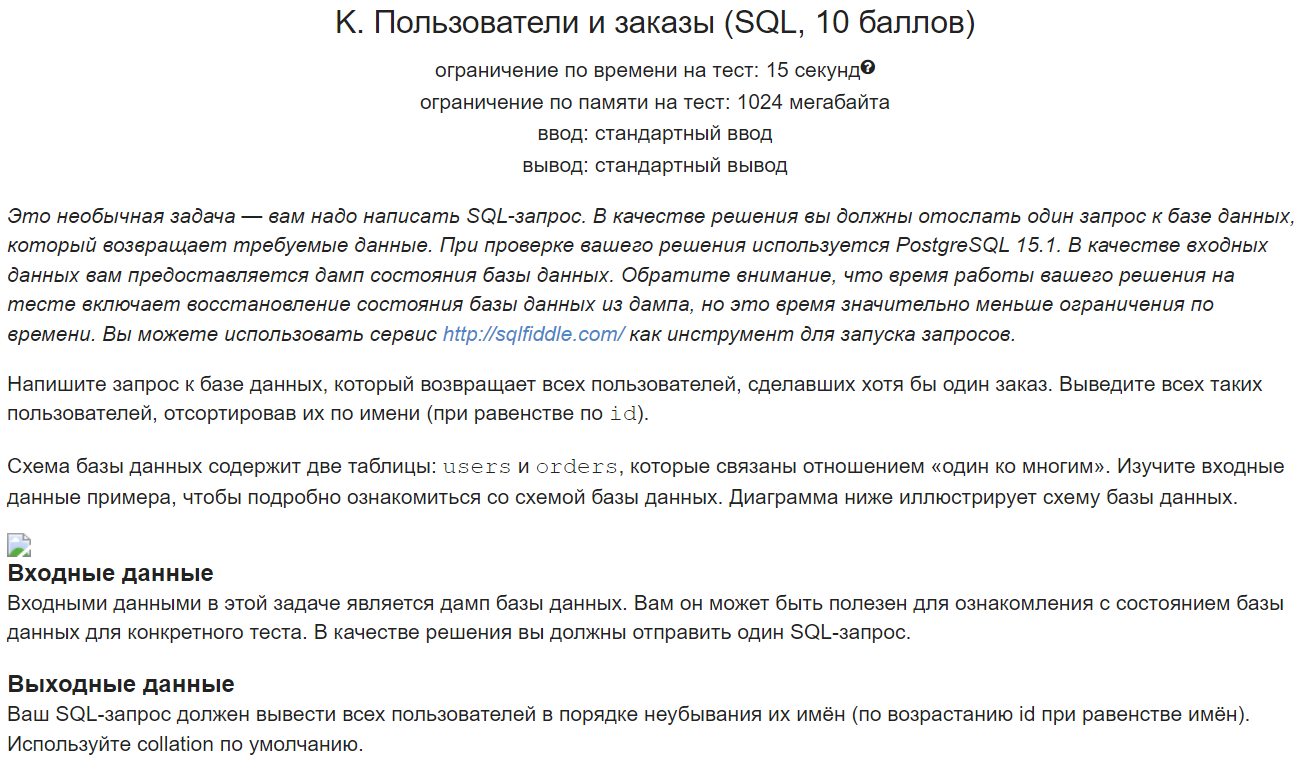 K. Пользователи и заказы (SQL, 10 баллов)
ограничение по времени на тест: 15 секунд?
ограничение по памяти на тест: 1024 мегабайта
ввод: стандартный ввод
вывод: стандартный вывод
Это необычная задача — вам надо написать SQL-запрос. В качестве решения вы должны отослать один запрос к базе данных,
который возвращает требуемые данные. При проверке вашего решения используется PostgreSQL 15.1. В качестве входных
данных вам предоставляется дамп состояния базы данных. Обратите внимание, что время работы вашего решения на
тесте включает восстановление состояния базы данных из дампа, но это время значительно меньше ограничения по
времени. Вы можете использовать сервис http://sqlfiddle.com/ как инструмент для запуска запросов.
Напишите запрос к базе данных, который возвращает всех пользователей, сделавших хотя бы один заказ. Выведите всех таких
пользователей, отсортировав их по имени (при равенстве по id).
Схема базы данных содержит две таблицы: users и orders, которые связаны отношением «один ко многим». Изучите входные
данные примера, чтобы подробно ознакомиться со схемой базы данных. Диаграмма ниже иллюстрирует схему базы данных.
Входные данные
Входными данными в этой задаче является дамп базы данных. Вам он может быть полезен для ознакомления с состоянием базы
данных для конкретного теста. В качестве решения вы должны отправить один SQL-запрос.
Выходные данные
Ваш SQL-запрос должен вывести всех пользователей в порядке неубывания их имён (по возрастанию id при равенстве имён).
Используйте collation по умолчанию.